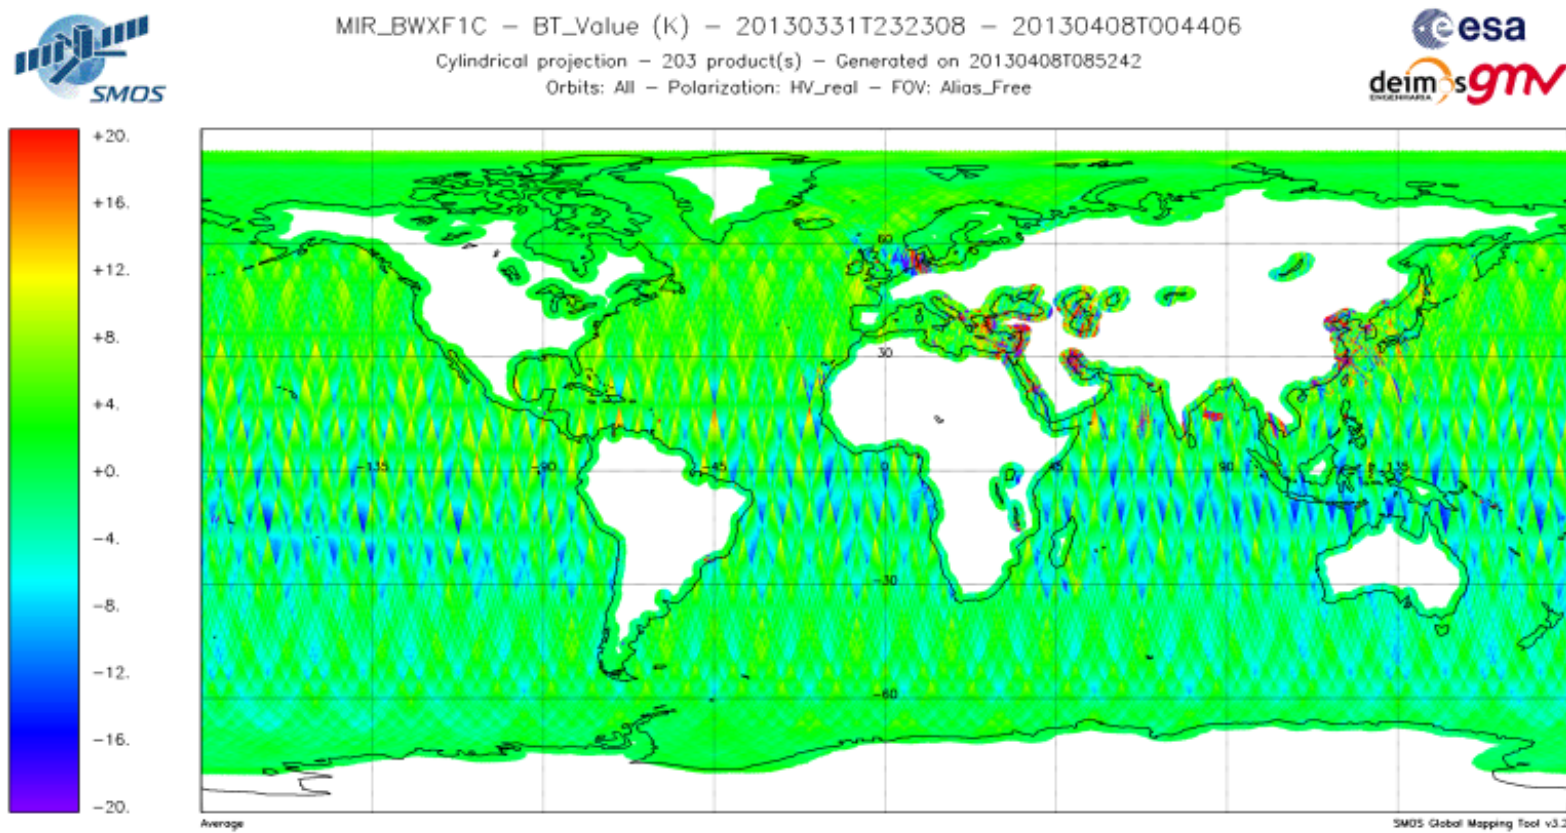 MIR_BWXF1C - BT_Value (K) - 20130331T232308 - 20130408T004406
Cylindrical projection - 203 product(s) - Generated on 20130408T085242
Orbits: All - Polarization: HV_real - FOV: Alias_Free
SMOS
esa
deimos
ENGENHARIA
gmv
+20.
+16.
+12.
+8.
+4.
+0.
-4.
-8.
-12.
-16.
-20.
60
30
-135 -90 -45 0 45 90 135
-30
-60
Average
SMOS Global Mapping Tool